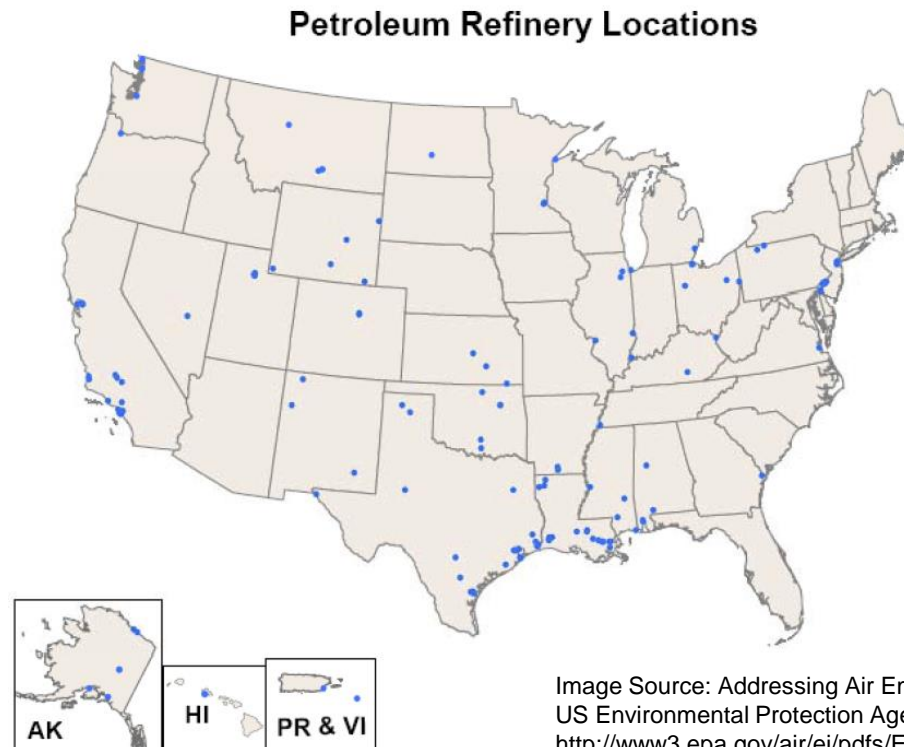 Petroleum Refinery Locations
AK
HI
PR & VI
Image Source: Addressing Air
US Environmental Protection
http://www3.epa.gov/air/ei/pdfs/